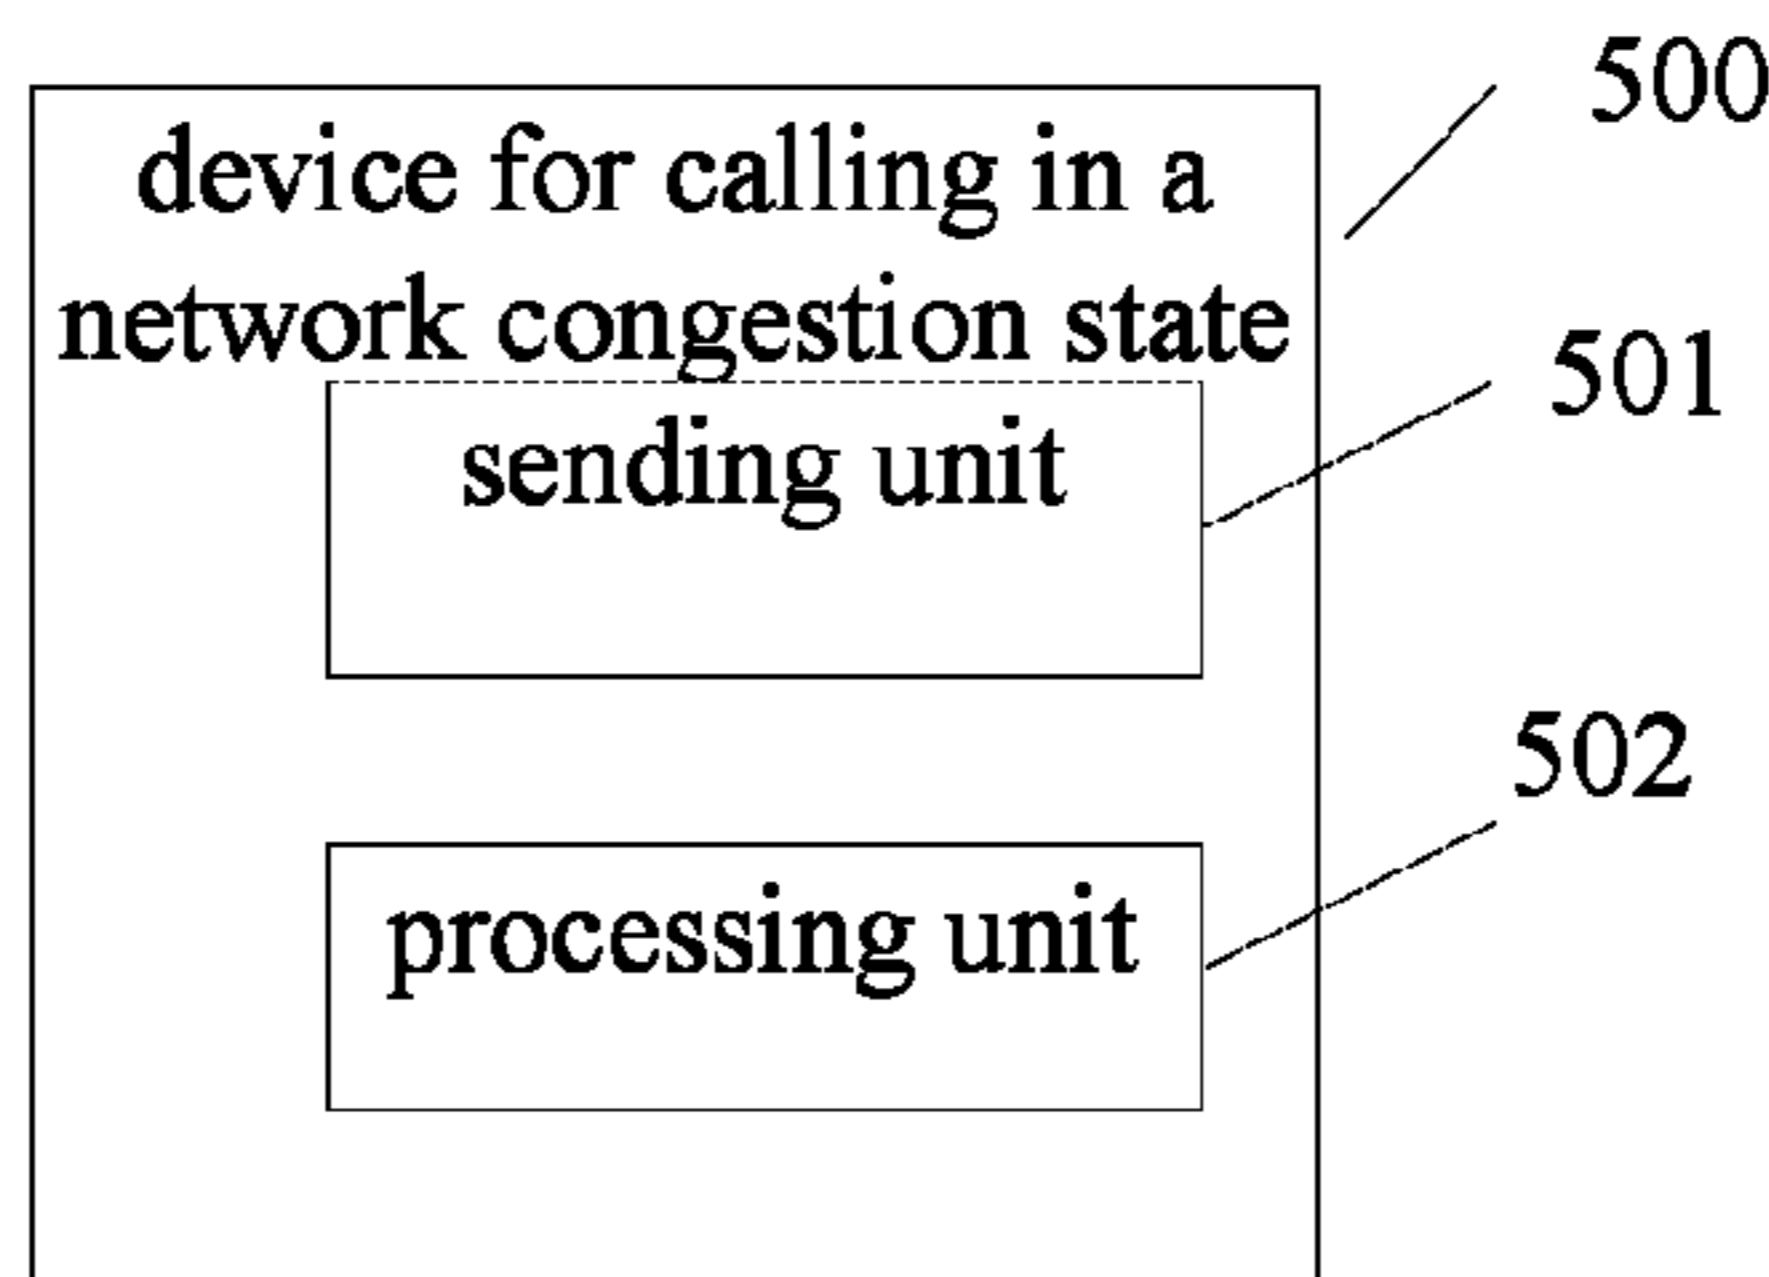 500
device for calling in a
network congestion state
501
sending unit
502
processing unit